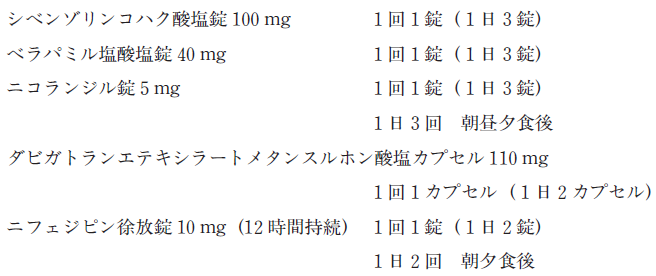 シベンゾリンコハク酸塩錠 100 mg　1回1錠（1日3錠）
ベラパミル塩酸塩錠 40 mg　1回1錠（1日3錠）
ニコランジル錠 5 mg　1回1錠（1日3錠）
1日3回　朝昼夕食後
ダビガトランエテキシラートメタンスルホン酸塩カプセル 110 mg
1回1カプセル（1日2カプセル）
ニフェジピン徐放錠 10 mg（12時間持続）　1回1錠（1日2錠）
1日2回　朝夕食後